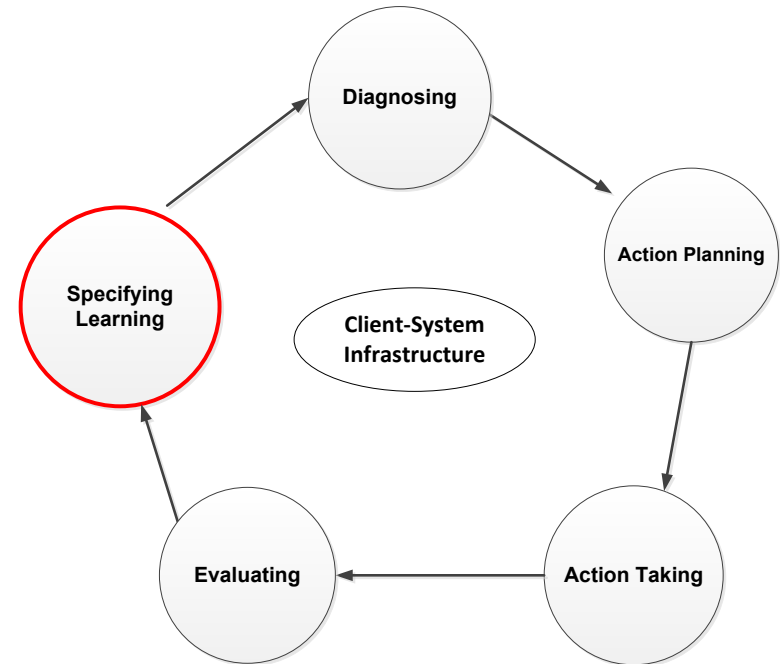 Diagnosing
Action Planning
Specifying
Learning
Client-System
Infrastructure
Evaluating
Action Taking